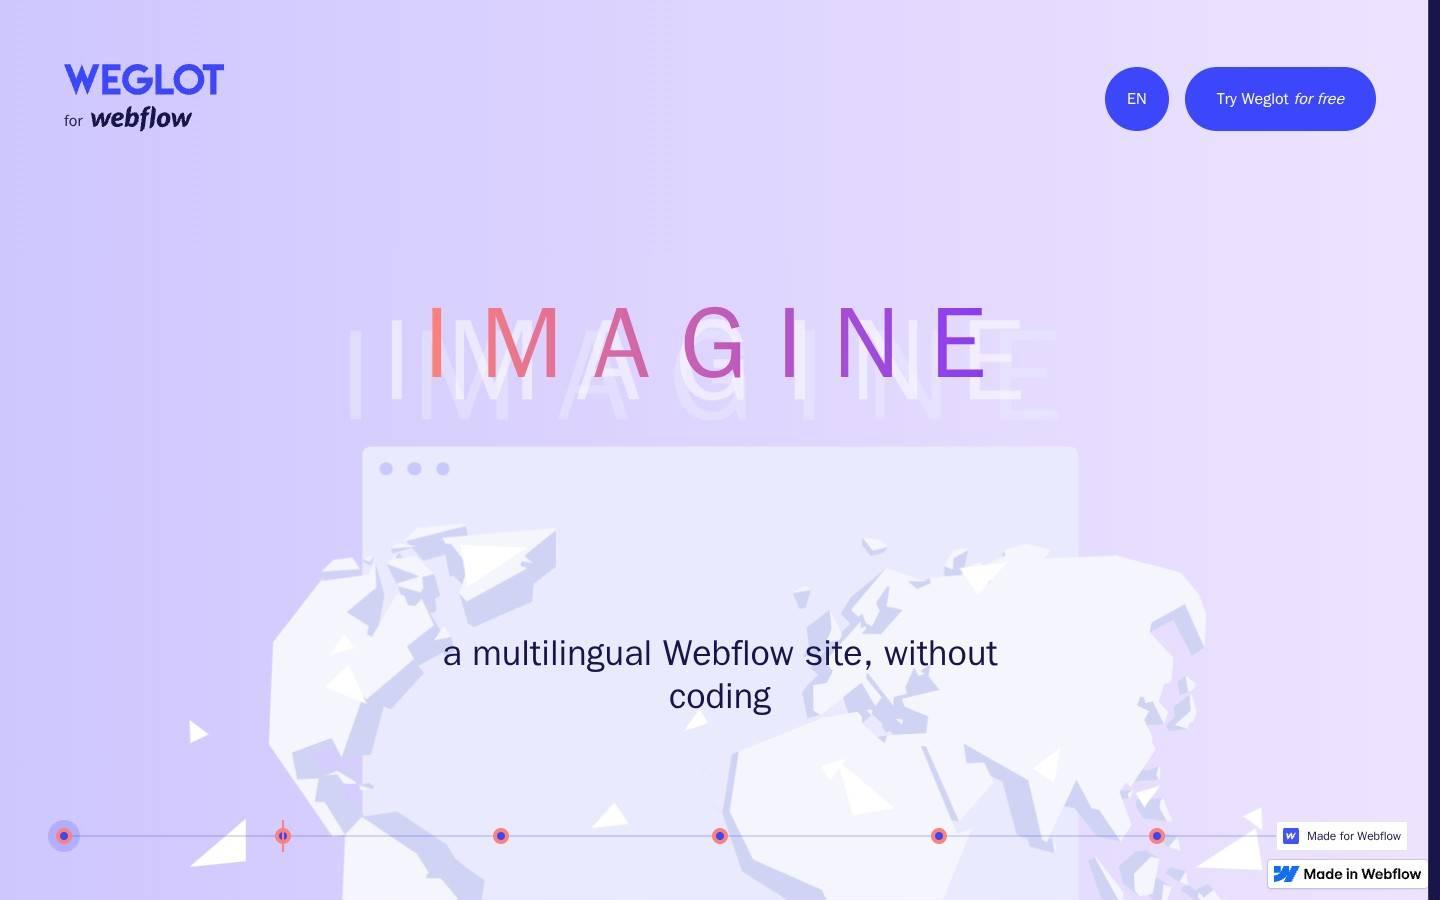 WEGLOT
for webflow
EN
Try Weglot for free
IMAGINE
a multilingual Webflow site, without
coding
Made for Webflow
Made in Webflow